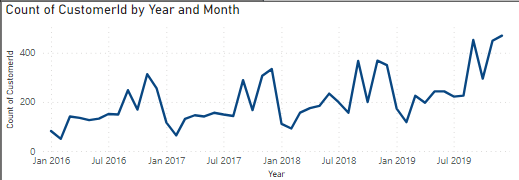 Count of CustomerId by Year and Month
Count of CustomerId
400
200
0
Jan 2016 Jul 2016 Jan 2017 Jul 2017 Jan 2018 Jul 2018 Jan 2019 Jul 2019
Year